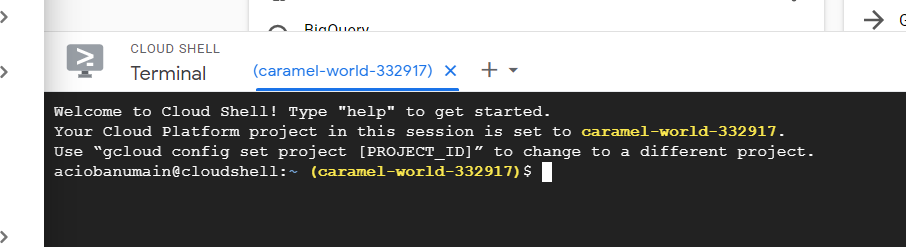 BigQuery
G
CLOUD SHELL
Terminal
(caramel-world-332917)
Welcome to Cloud Shell! Type "help" to get started.
Your Cloud Platform project in this session is set to caramel-world-332917.
Use “gcloud config set project [PROJECT_ID]” to change to a different project.
aciobanumain@cloudshell:~ (caramel-world-332917)$